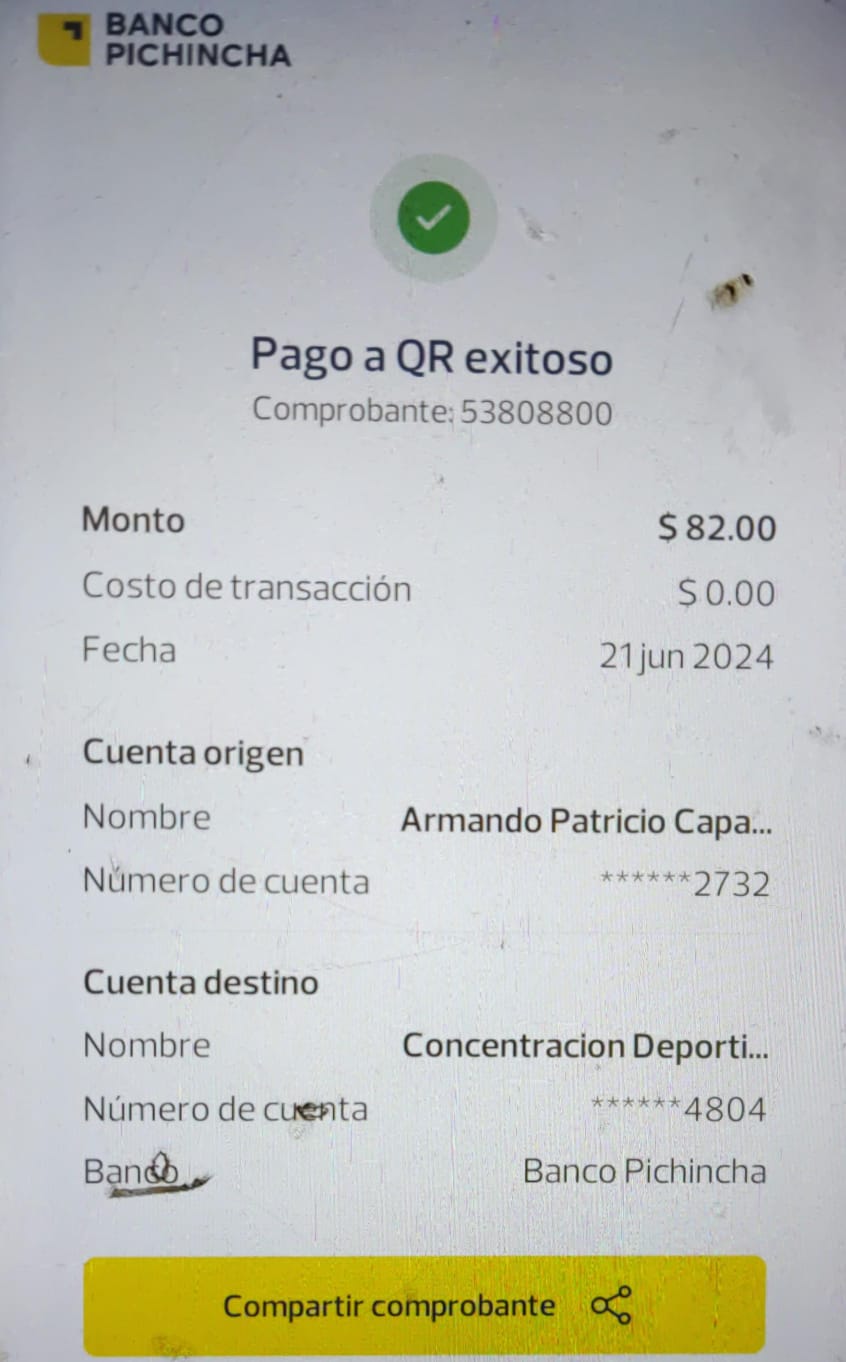 BANCO
PICHINCHA
Pago a QR exitoso
Comprobante: 53808800
Monto $ 82.00
Costo de transacción $ 0.00
Fecha 21 jun 2024
Cuenta origen
Nombre Armando Patricio Capa...
Número de cuenta ******2732
Cuenta destino
Nombre Concentracion Deporti...
Número de cuenta ******4804
Banco Banco Pichincha
Compartir comprobante